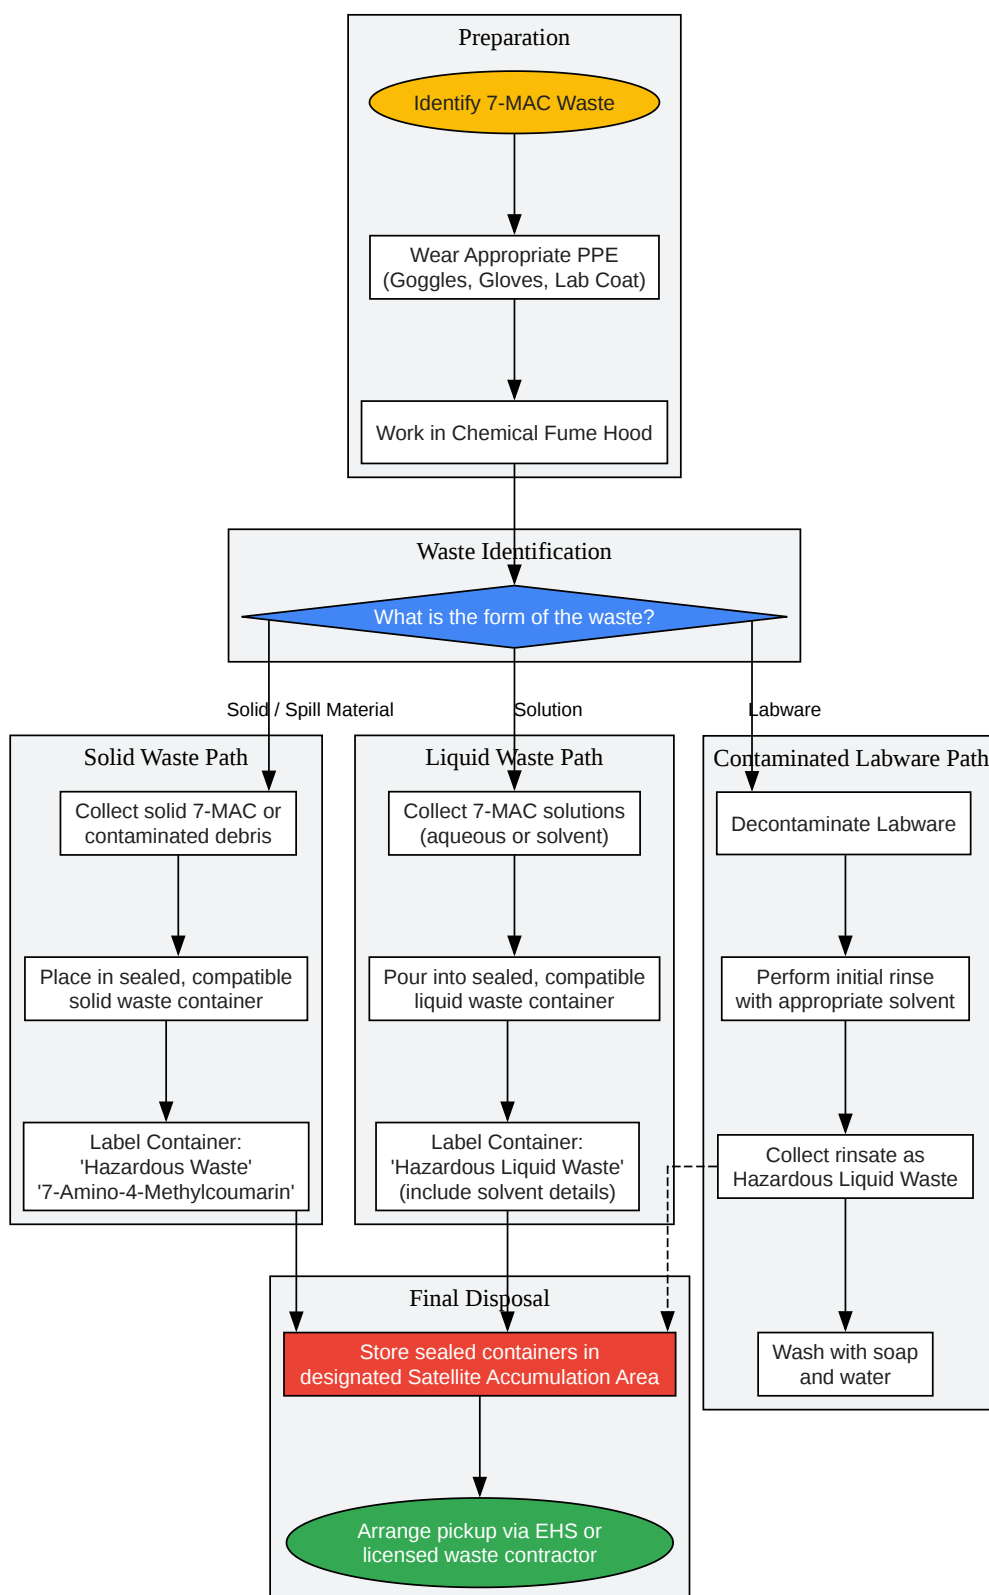 Preparation
Identify 7-MAC Waste
Wear Appropriate PPE
(Goggles, Gloves, Lab Coat)
Work in Chemical Fume Hood
Waste Identification
What is the form of the waste?
Solid / Spill Material
Solution
Labware
Solid Waste Path
Collect solid 7-MAC or
contaminated debris
Place in sealed, compatible
solid waste container
Label Container:
'Hazardous Waste'
'7-Amino-4-Methylcoumarin'
Liquid Waste Path
Collect 7-MAC solutions
(aqueous or solvent)
Pour into sealed, compatible
liquid waste container
Label Container:
'Hazardous Liquid Waste'
(include solvent details)
Contaminated Labware Path
Decontaminate Labware
Perform initial rinse
with appropriate solvent
Collect rinsate as
Hazardous Liquid Waste
Wash with soap
and water
Final Disposal
Store sealed containers in
designated Satellite Accumulation Area
Arrange pickup via EHS or
licensed waste contractor